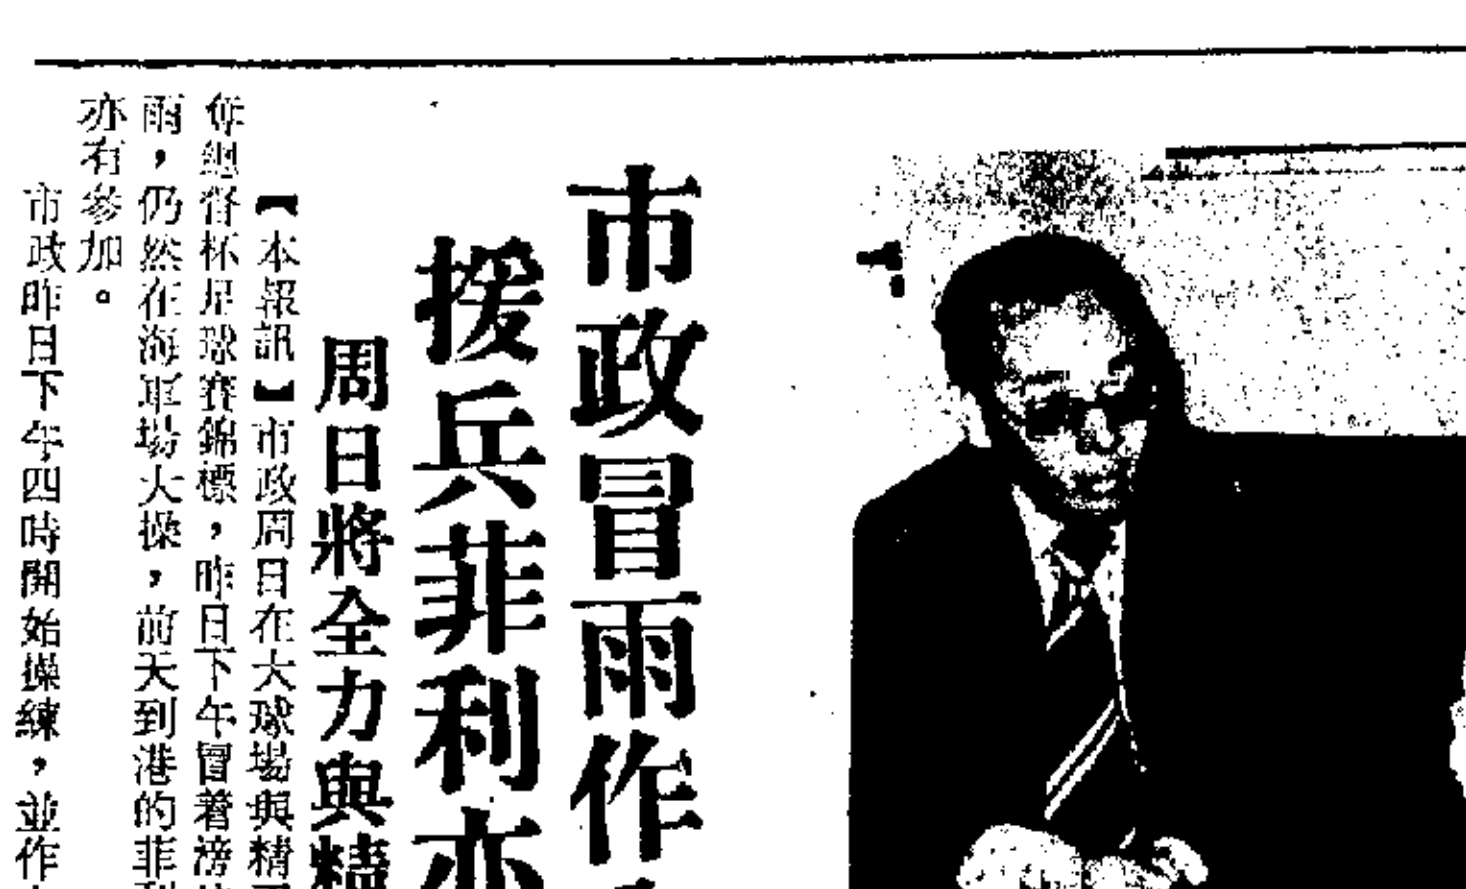 市政冒雨作
援兵菲利亦
周日將全力與精
【本報訊】市政周日在大球場與精
奪總督杯足球賽錦標，昨日下午冒着滂
雨，仍然在海軍場大操，前天到港的菲
亦有參加。
市政昨日下午四時開始操練，並作